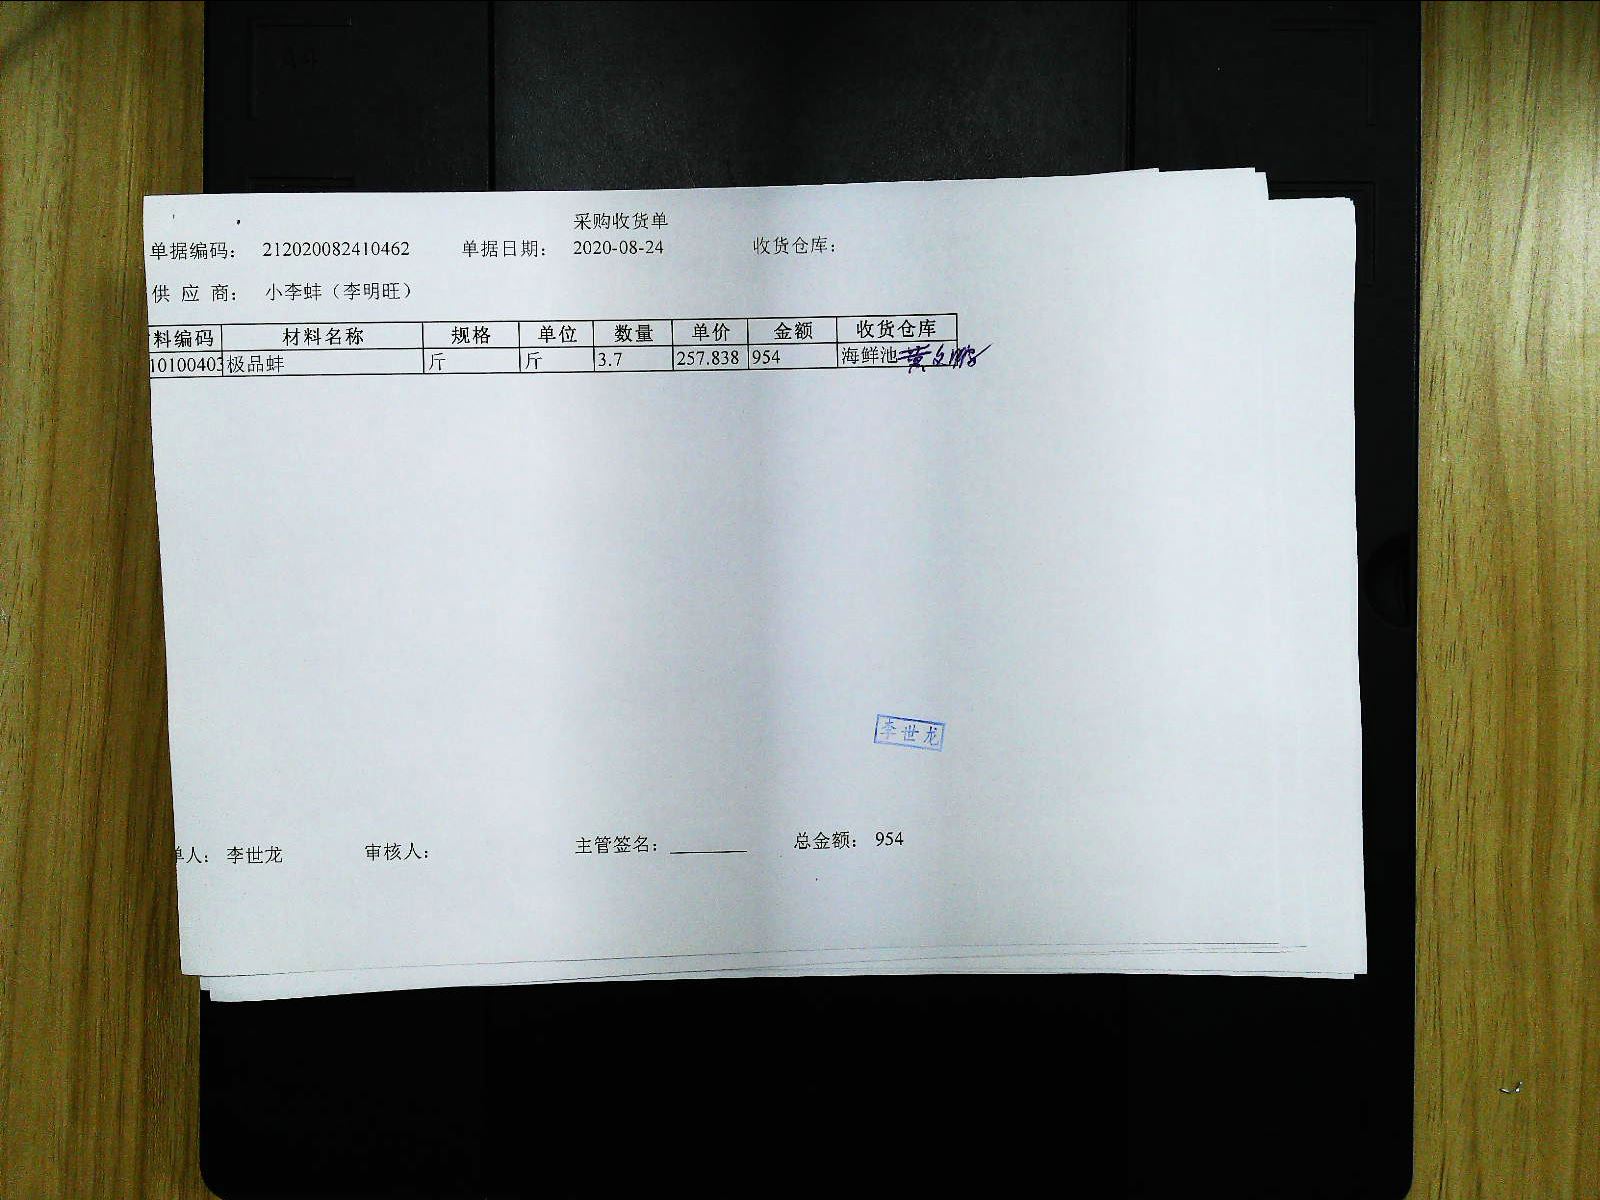 采购收货单
单据编码： 212020082410462 单据日期： 2020-08-24 收货仓库：
供 应 商： 小李蚌（李明旺）
料编码 材料名称 规格 单位 数量 单价 金额 收货仓库
10100403 极品蚌 斤 斤 3.7 257.838 954 海鲜池
李世龙
单人： 李世龙 审核人： 主管签名： 总金额： 954